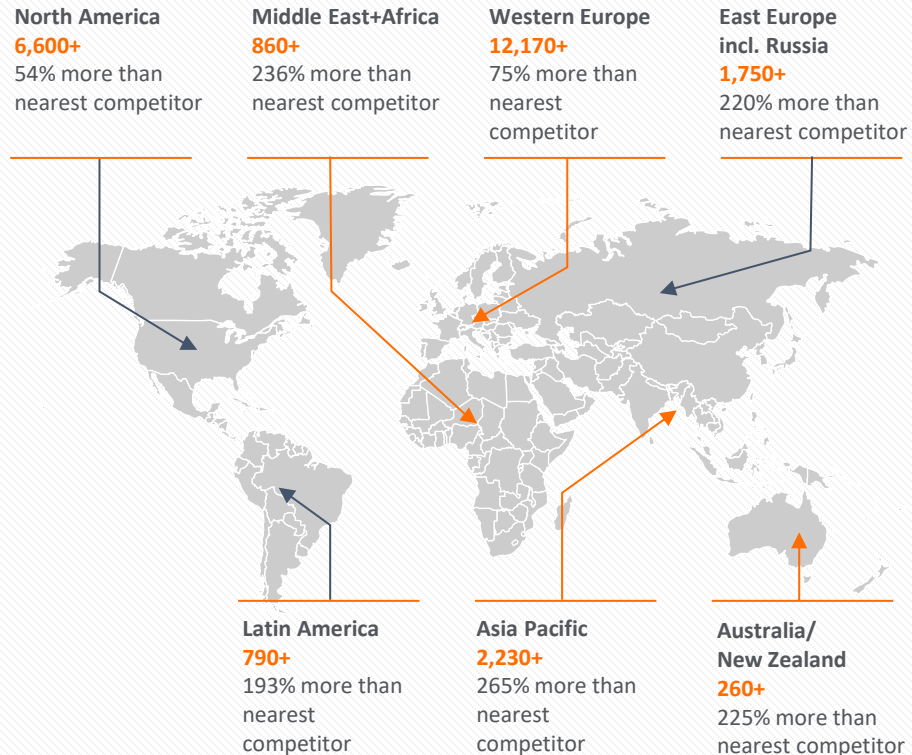 North America
6,600+
54% more than
nearest competitor
Middle East+Africa
860+
236% more than
nearest competitor
Western Europe
12,170+
75% more than
nearest
competitor
East Europe
incl. Russia
1,750+
220% more than
nearest competitor
Latin America
790+
193% more than
nearest
competitor
Asia Pacific
2,230+
265% more than
nearest
competitor
Australia/
New Zealand
260+
225% more than
nearest competitor